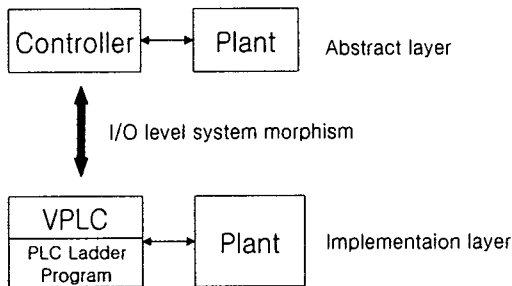 Controller
Plant
Abstract layer
I/O level system morphism
VPLC
PLC Ladder
Program
Plant
Implementaion layer